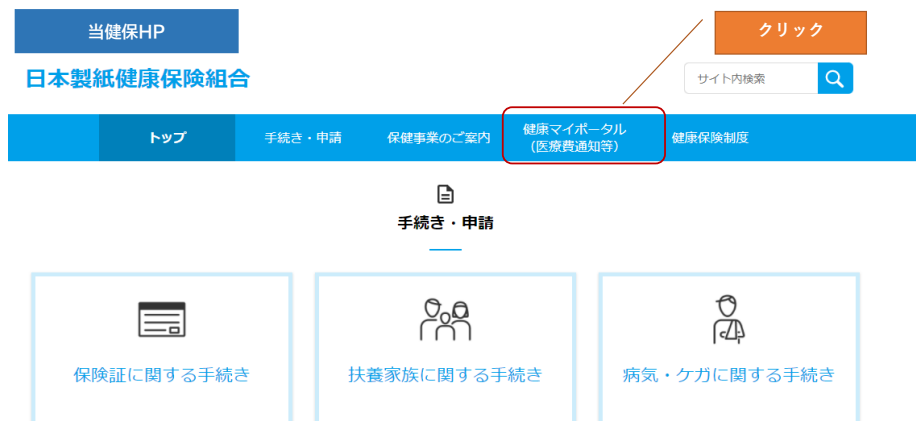 当健保HP
クリック
日本製紙健康保険組合
サイト内検索
トップ
手続き・申請
保健事業のご案内
健康マイポータル
(医療費通知等)
健康保険制度
手続き・申請
保険証に関する手続き
扶養家族に関する手続き
病気・ケガに関する手続き